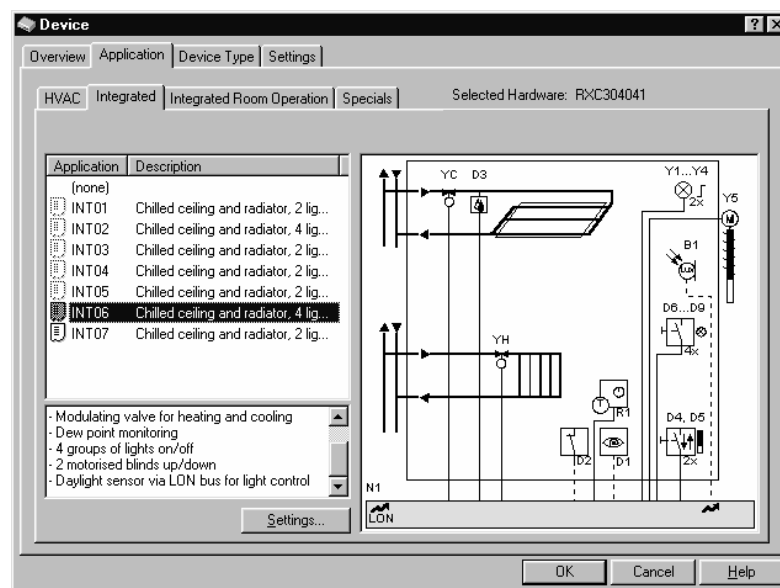 Device
Overview Application Device Type Settings
HVAC Integrated Integrated Room Operation Specials Selected Hardware: RXC304041
Application Description
(none)
INT01 Chilled ceiling and radiator, 2 lig...
INT02 Chilled ceiling and radiator, 4 lig...
INT03 Chilled ceiling and radiator, 2 lig...
INT04 Chilled ceiling and radiator, 2 lig...
INT05 Chilled ceiling and radiator, 2 lig...
INT06 Chilled ceiling and radiator, 4 lig...
INT07 Chilled ceiling and radiator, 2 lig...
- Modulating valve for heating and cooling
- Dew point monitoring
- 4 groups of lights on/off
- 2 motorised blinds up/down
- Daylight sensor via LON bus for light control
Settings...
YC D3 Y1...Y4
2x Y5
M
B1
LUX
D6...D9
4x
YH
T R1
D4, D5
D2 D1 2x
N1
LON
OK Cancel Help